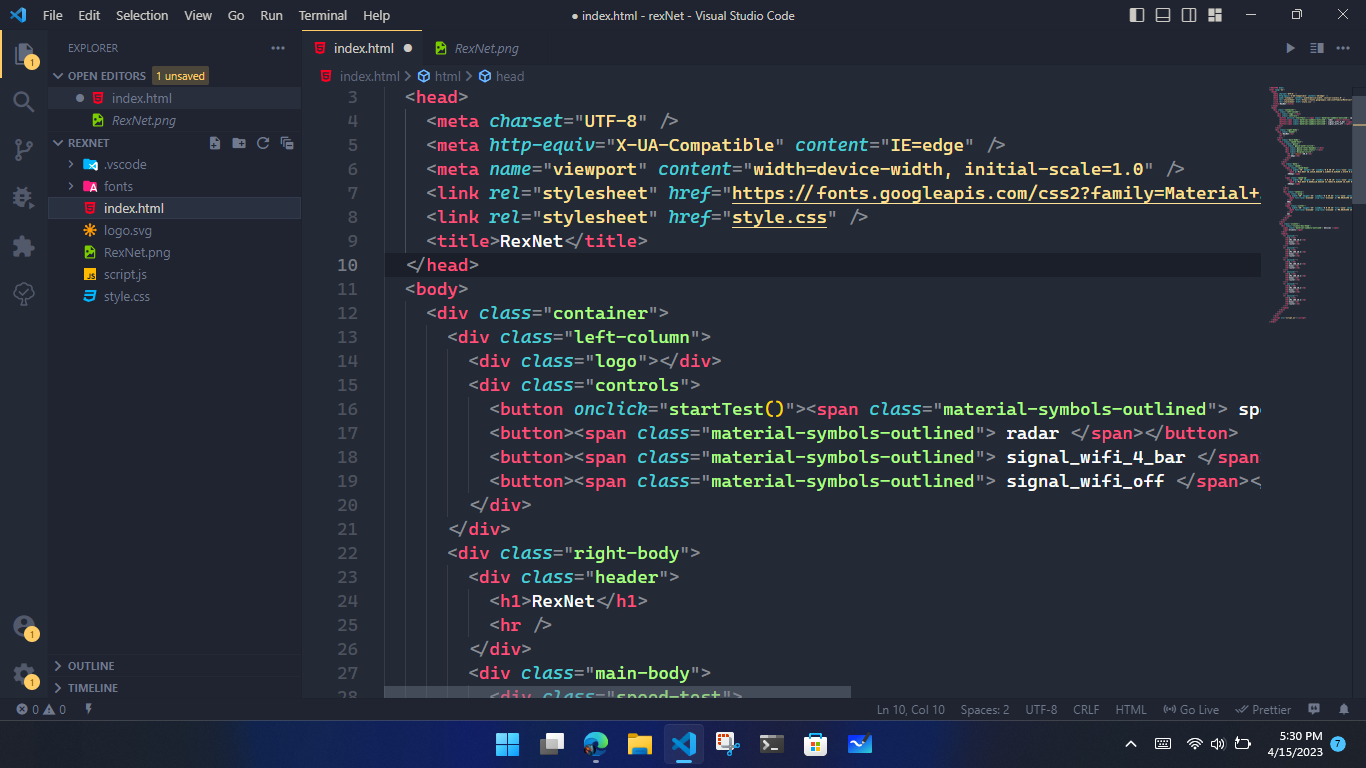 File Edit Selection View Go Run Terminal Help ● index.html - rexNet - Visual Studio Code
EXPLORER
OPEN EDITORS 1 unsaved
index.html
RexNet.png
REXNET
.vscode
fonts
index.html
logo.svg
RexNet.png
script.js
style.css
OUTLINE
TIMELINE
1
1
1
index.html ● RexNet.png
index.html > html > head
3 <head>
4 <meta charset="UTF-8" />
5 <meta http-equiv="X-UA-Compatible" content="IE=edge" />
6 <meta name="viewport" content="width=device-width, initial-scale=1.0" />
7 <link rel="stylesheet" href="https://fonts.googleapis.com/css2?family=Material+
8 <link rel="stylesheet" href="style.css" />
9 <title>RexNet</title>
10 </head>
11 <body>
12 <div class="container">
13 <div class="left-column">
14 <div class="logo"></div>
15 <div class="controls">
16 <button onclick="startTest()"><span class="material-symbols-outlined"> sp
17 <button><span class="material-symbols-outlined"> radar </span></button>
18 <button><span class="material-symbols-outlined"> signal_wifi_4_bar </span
19 <button><span class="material-symbols-outlined"> signal_wifi_off </span><
20 </div>
21 </div>
22 <div class="right-body">
23 <div class="header">
24 <h1>RexNet</h1>
25 <hr />
26 </div>
27 <div class="main-body">
28 <div class="speed-test">
0 0 Ln 10, Col 10 Spaces: 2 UTF-8 CRLF HTML Go Live Prettier
5:30 PM
4/15/2023 7